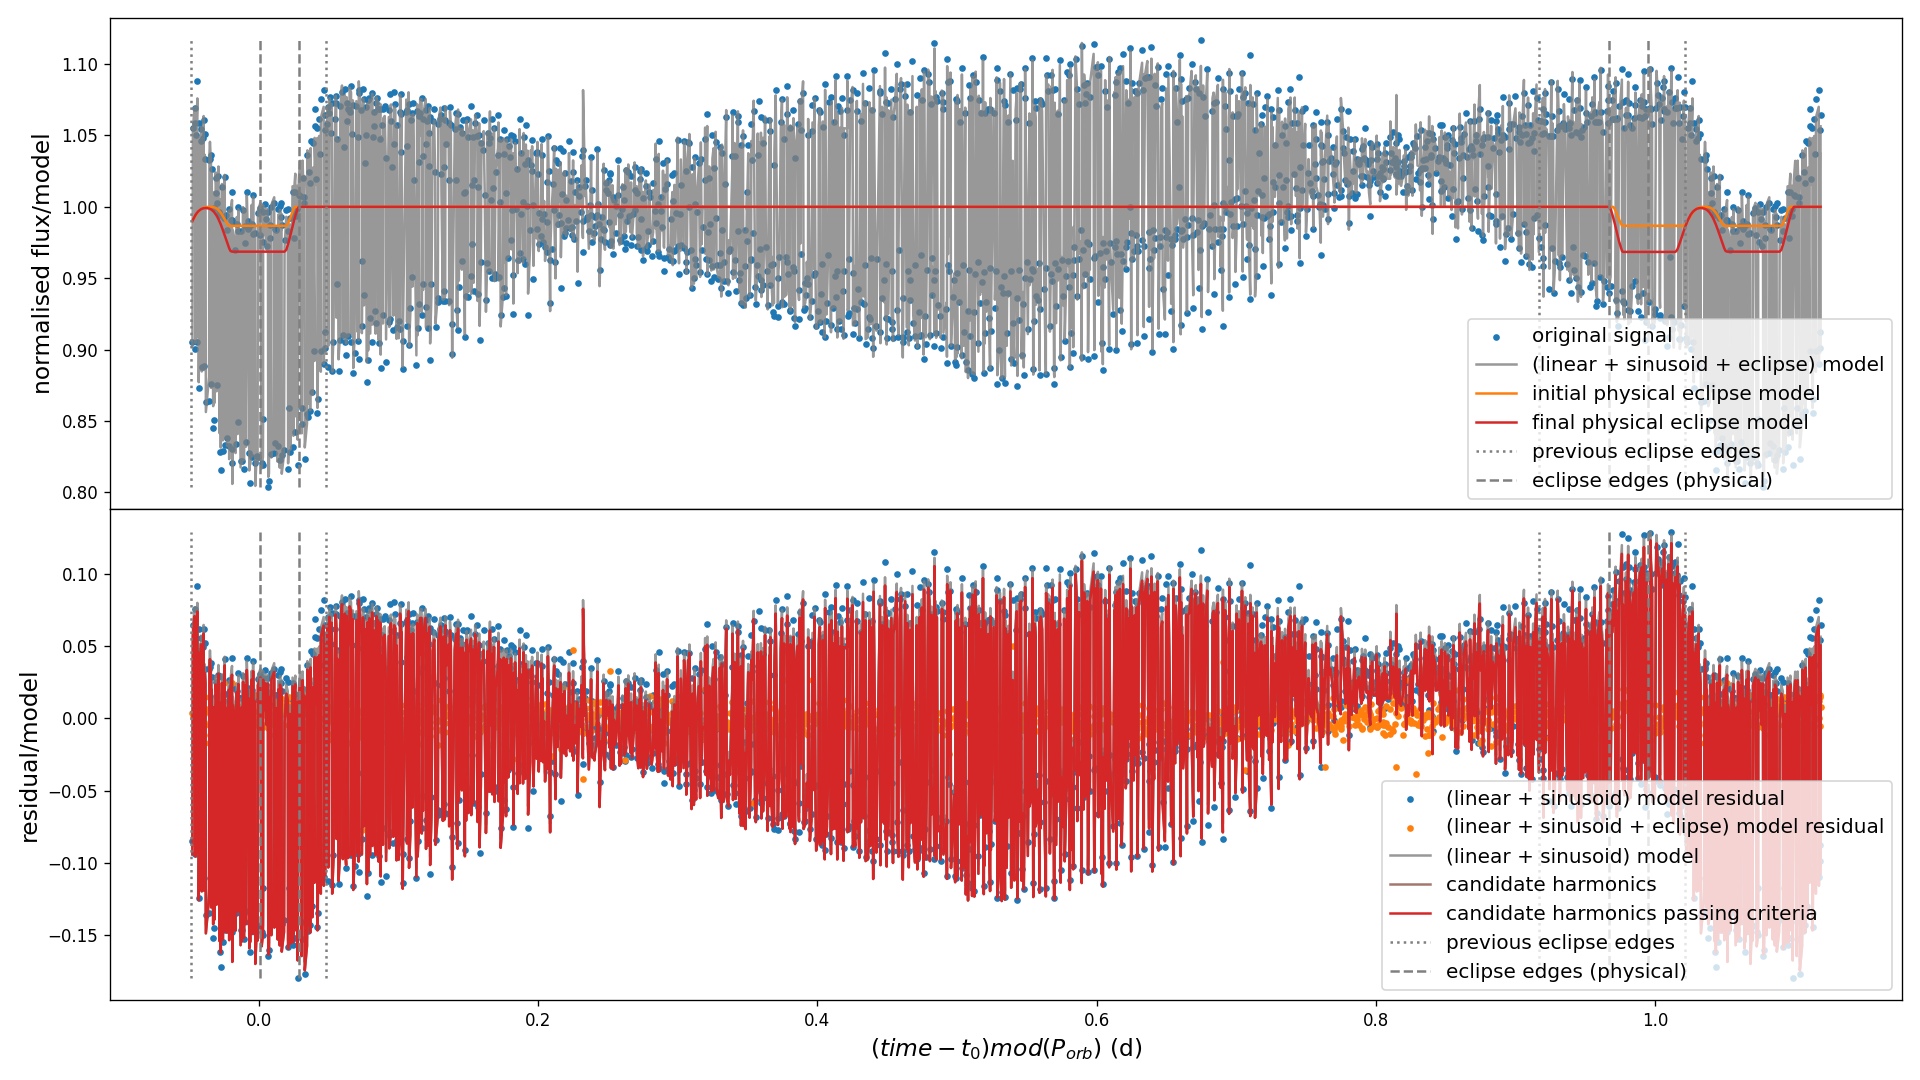 normalised flux/model
1.10
1.05
1.00
0.95
0.90
0.85
0.80
original signal
(linear + sinusoid + eclipse) model
initial physical eclipse model
final physical eclipse model
previous eclipse edges
eclipse edges (physical)
residual/model
0.10
0.05
0.00
−0.05
−0.10
−0.15
(linear + sinusoid) model residual
(linear + sinusoid + eclipse) model residual
(linear + sinusoid) model
candidate harmonics
candidate harmonics passing criteria
previous eclipse edges
eclipse edges (physical)
0.0 0.2 0.4 0.6 0.8 1.0
(time − t₀)mod(P_orb) (d)